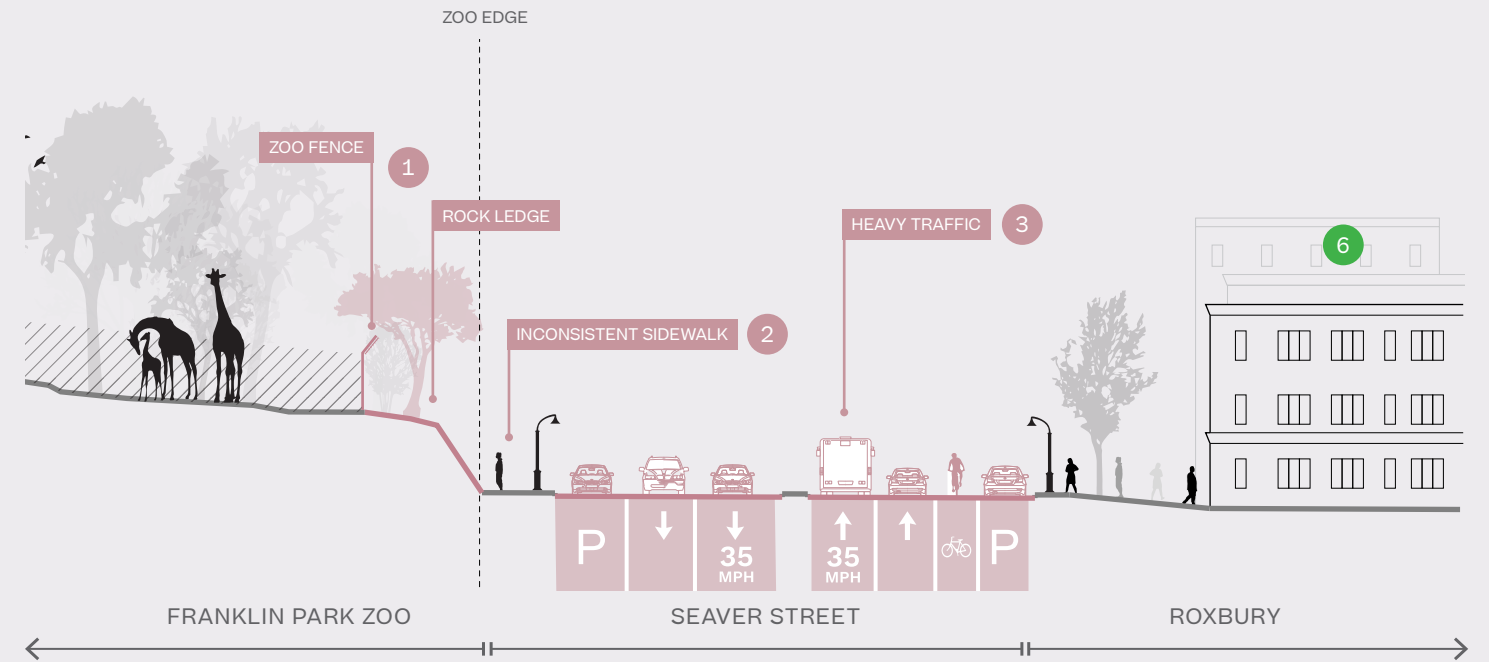 ZOO EDGE
ZOO FENCE
1
ROCK LEDGE
HEAVY TRAFFIC
3
6
INCONSISTENT SIDEWALK
2
P
35
MPH
35
MPH
P
FRANKLIN PARK ZOO
SEAVER STREET
ROXBURY